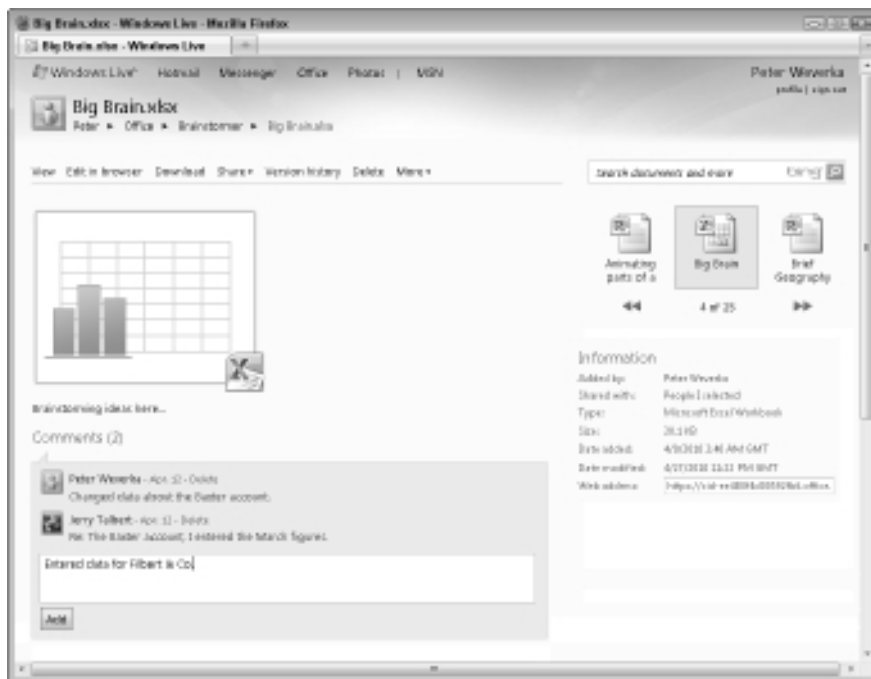 Big Brain.xlsx - Windows Live - Mozilla Firefox
Big Brain.xlsx - Windows Live
Windows Live Hotmail Messenger Office Photos | MSN
Peter Weverka
profile | sign out
Big Brain.xlsx
Peter Office Brainstormer Big Brain.xlsx
View Edit in browser Download Share Version history Delete More
Search documents and more bing
Animating parts of a
Big Brain
Brief Geography
4 of 25
Brainstorming ideas here...
Comments (2)
Peter Weverka - Apr. 12 - Delete
Changed data about the Baxter account.
Jerry Talbert - Apr. 12 - Delete
Re: The Baxter account, I entered the March figures.
Entered data for Filbert & Co.
Add
Information
Added by: Peter Weverka
Shared with: People I selected
Type: Microsoft Excel Workbook
Size:
Date added:
Date modified:
Web address: